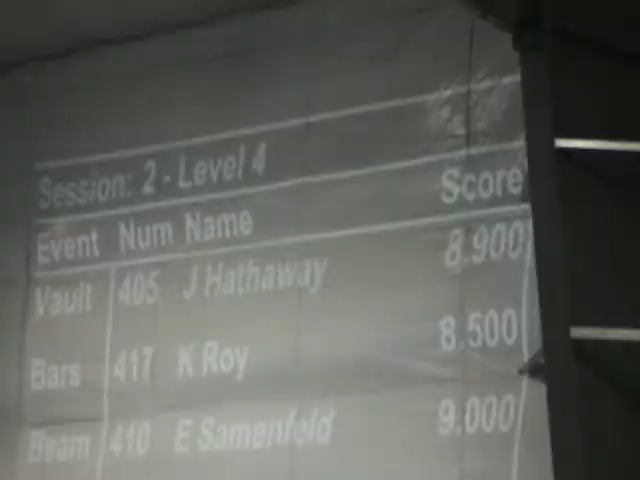 Session: 2 - Level 4
Event Num Name Score
Vault 405 J Hathaway 8.900
Bars 417 K Roy 8.500
Beam 410 E Samenfeld 9.000